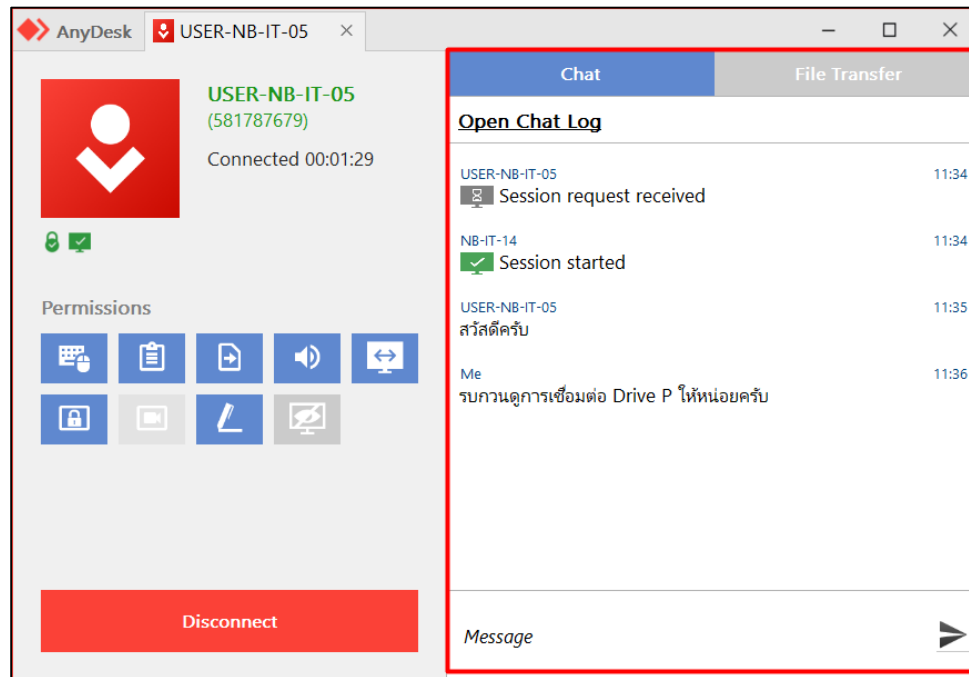 AnyDesk
USER-NB-IT-05
USER-NB-IT-05
(581787679)
Connected 00:01:29
Permissions
Disconnect
Chat
File Transfer
Open Chat Log
USER-NB-IT-05 11:34
Session request received
NB-IT-14 11:34
Session started
USER-NB-IT-05 11:35
สวัสดีครับ
Me 11:36
รบกวนดูการเชื่อมต่อ Drive P ให้หน่อยครับ
Message